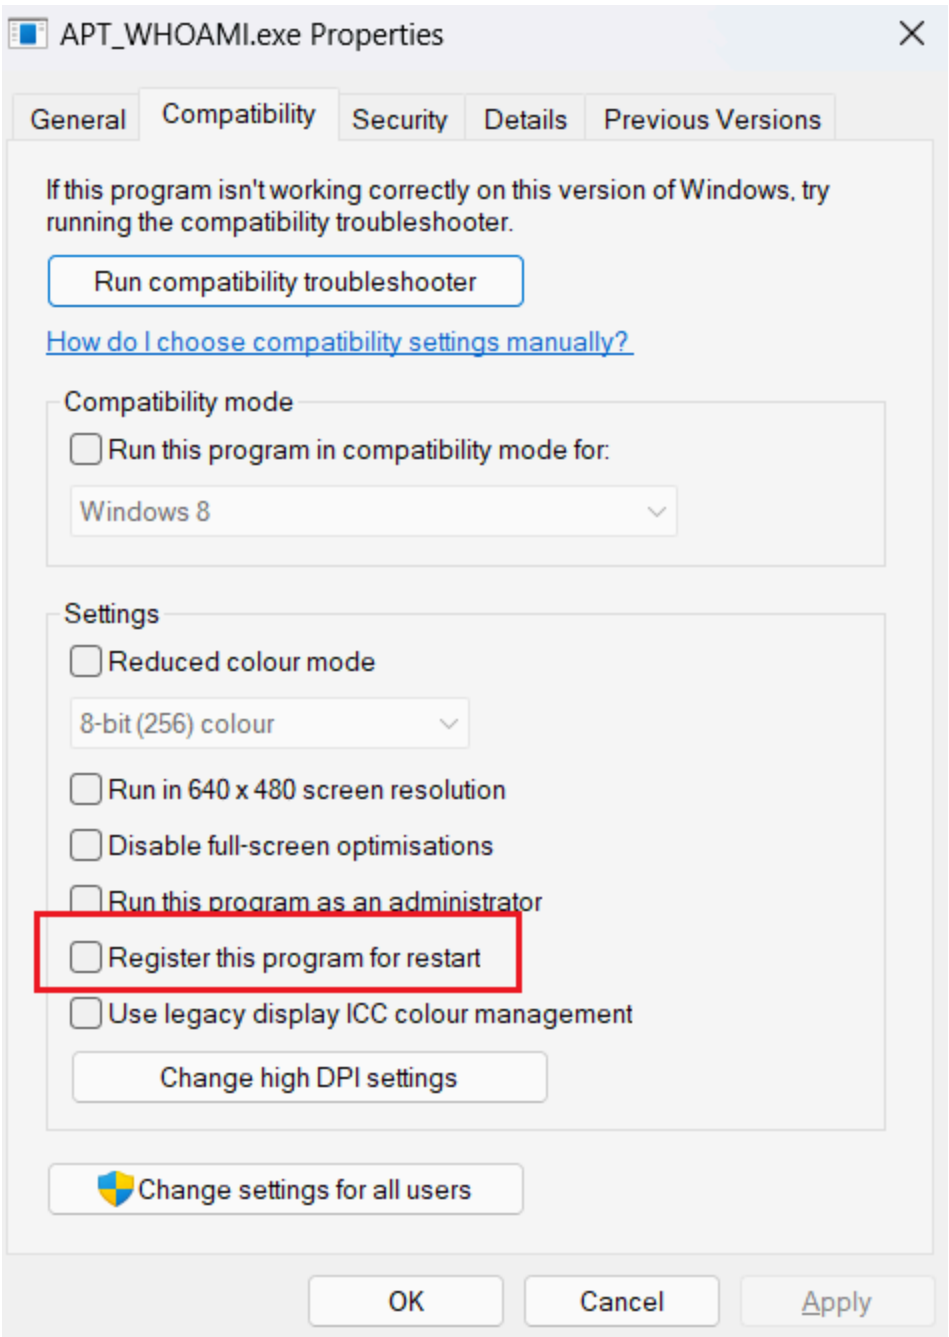 APT_WHOAMI.exe Properties
General
Compatibility
Security
Details
Previous Versions
If this program isn't working correctly on this version of Windows, try
running the compatibility troubleshooter.
Run compatibility troubleshooter
How do I choose compatibility settings manually?
Compatibility mode
Run this program in compatibility mode for:
Windows 8
Settings
Reduced colour mode
8-bit (256) colour
Run in 640 x 480 screen resolution
Disable full-screen optimisations
Run this program as an administrator
Register this program for restart
Use legacy display ICC colour management
Change high DPI settings
Change settings for all users
OK
Cancel
Apply